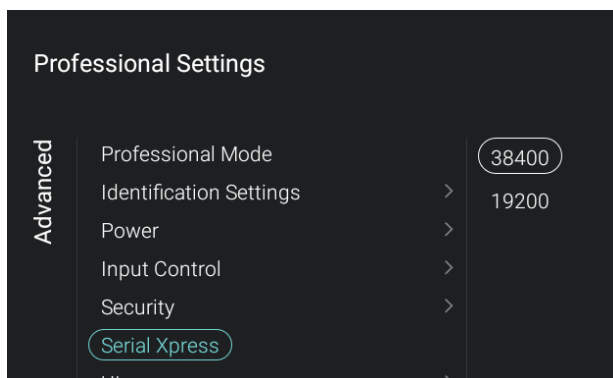 Professional Settings
Advanced
Professional Mode
Identification Settings
Power
Input Control
Security
Serial Xpress
38400
19200